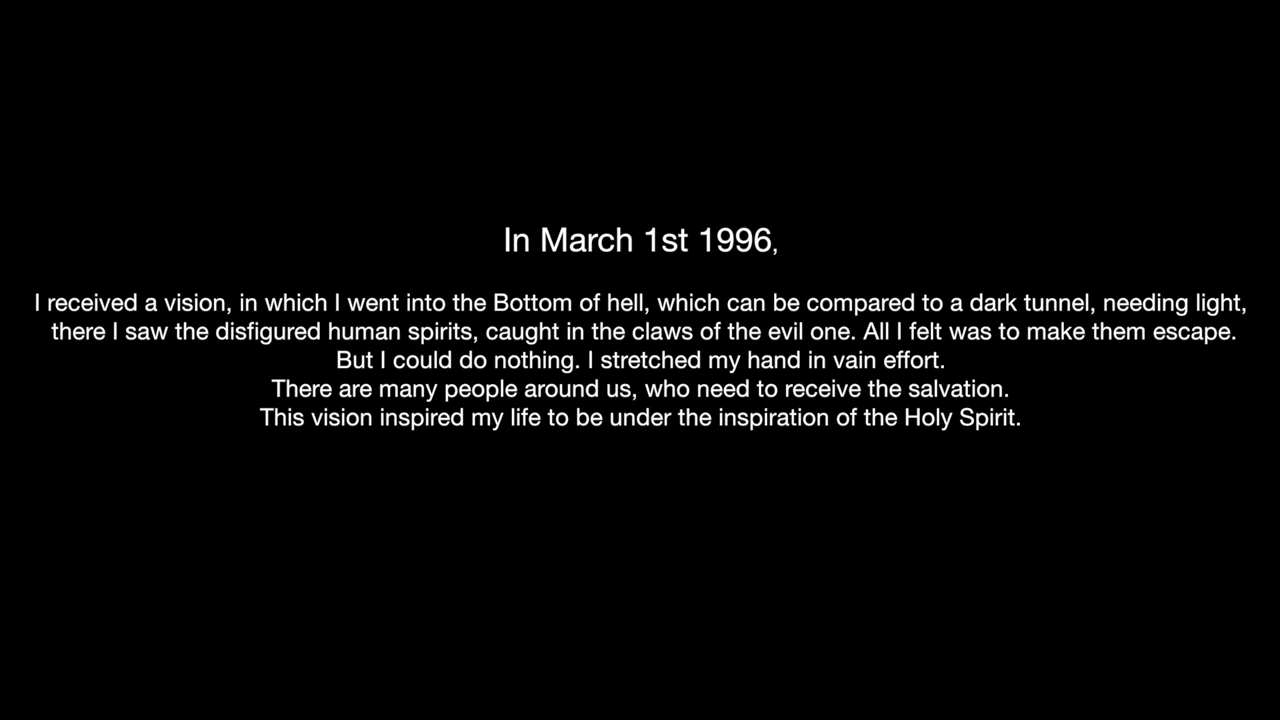 In March 1st 1996,
I received a vision, in which I went into the Bottom of hell, which can be compared to a dark tunnel, needing light,
there I saw the disfigured human spirits, caught in the claws of the evil one. All I felt was to make them escape.
But I could do nothing. I stretched my hand in vain effort.
There are many people around us, who need to receive the salvation.
This vision inspired my life to be under the inspiration of the Holy Spirit.